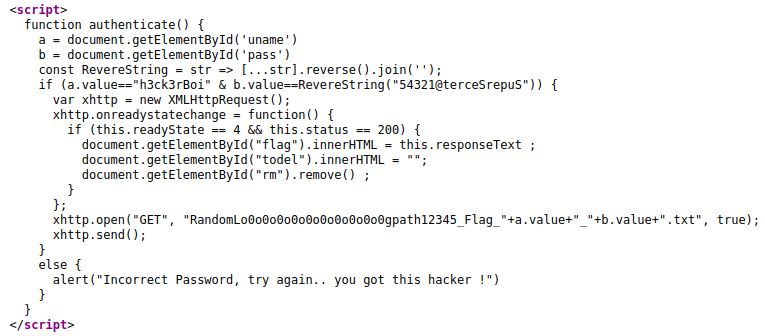 <script>
  function authenticate() {
    a = document.getElementById('uname')
    b = document.getElementById('pass')
    const RevereString = str => [...str].reverse().join('');
    if (a.value=="h3ck3rBoi" & b.value==RevereString("54321@terceSrepuS")) {
      var xhttp = new XMLHttpRequest();
      xhttp.onreadystatechange = function() {
        if (this.readyState == 4 && this.status == 200) {
          document.getElementById("flag").innerHTML = this.responseText ;
          document.getElementById("todel").innerHTML = "";
          document.getElementById("rm").remove() ;
        }
      };
      xhttp.open("GET", "RandomLo0o0o0o0o0o0o0o0o0o0gpath12345_Flag_"+a.value+"_"+b.value+".txt", true);
      xhttp.send();
    }
    else {
      alert("Incorrect Password, try again.. you got this hacker !")
    }
  }
</script>